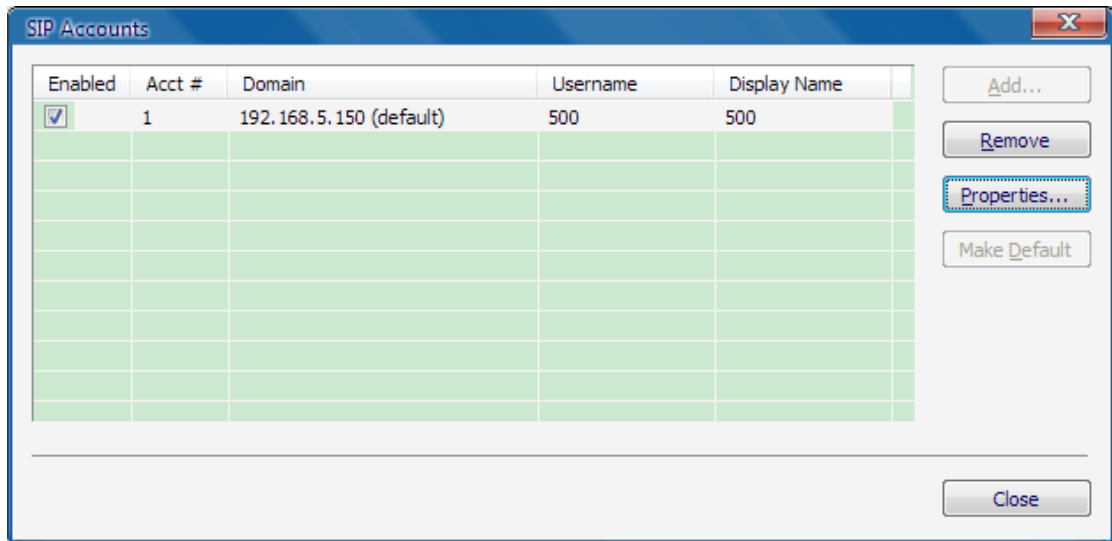 SIP Accounts
Enabled Acct # Domain Username Display Name
1 192.168.5.150 (default) 500 500
Add...
Remove
Properties...
Make Default
Close